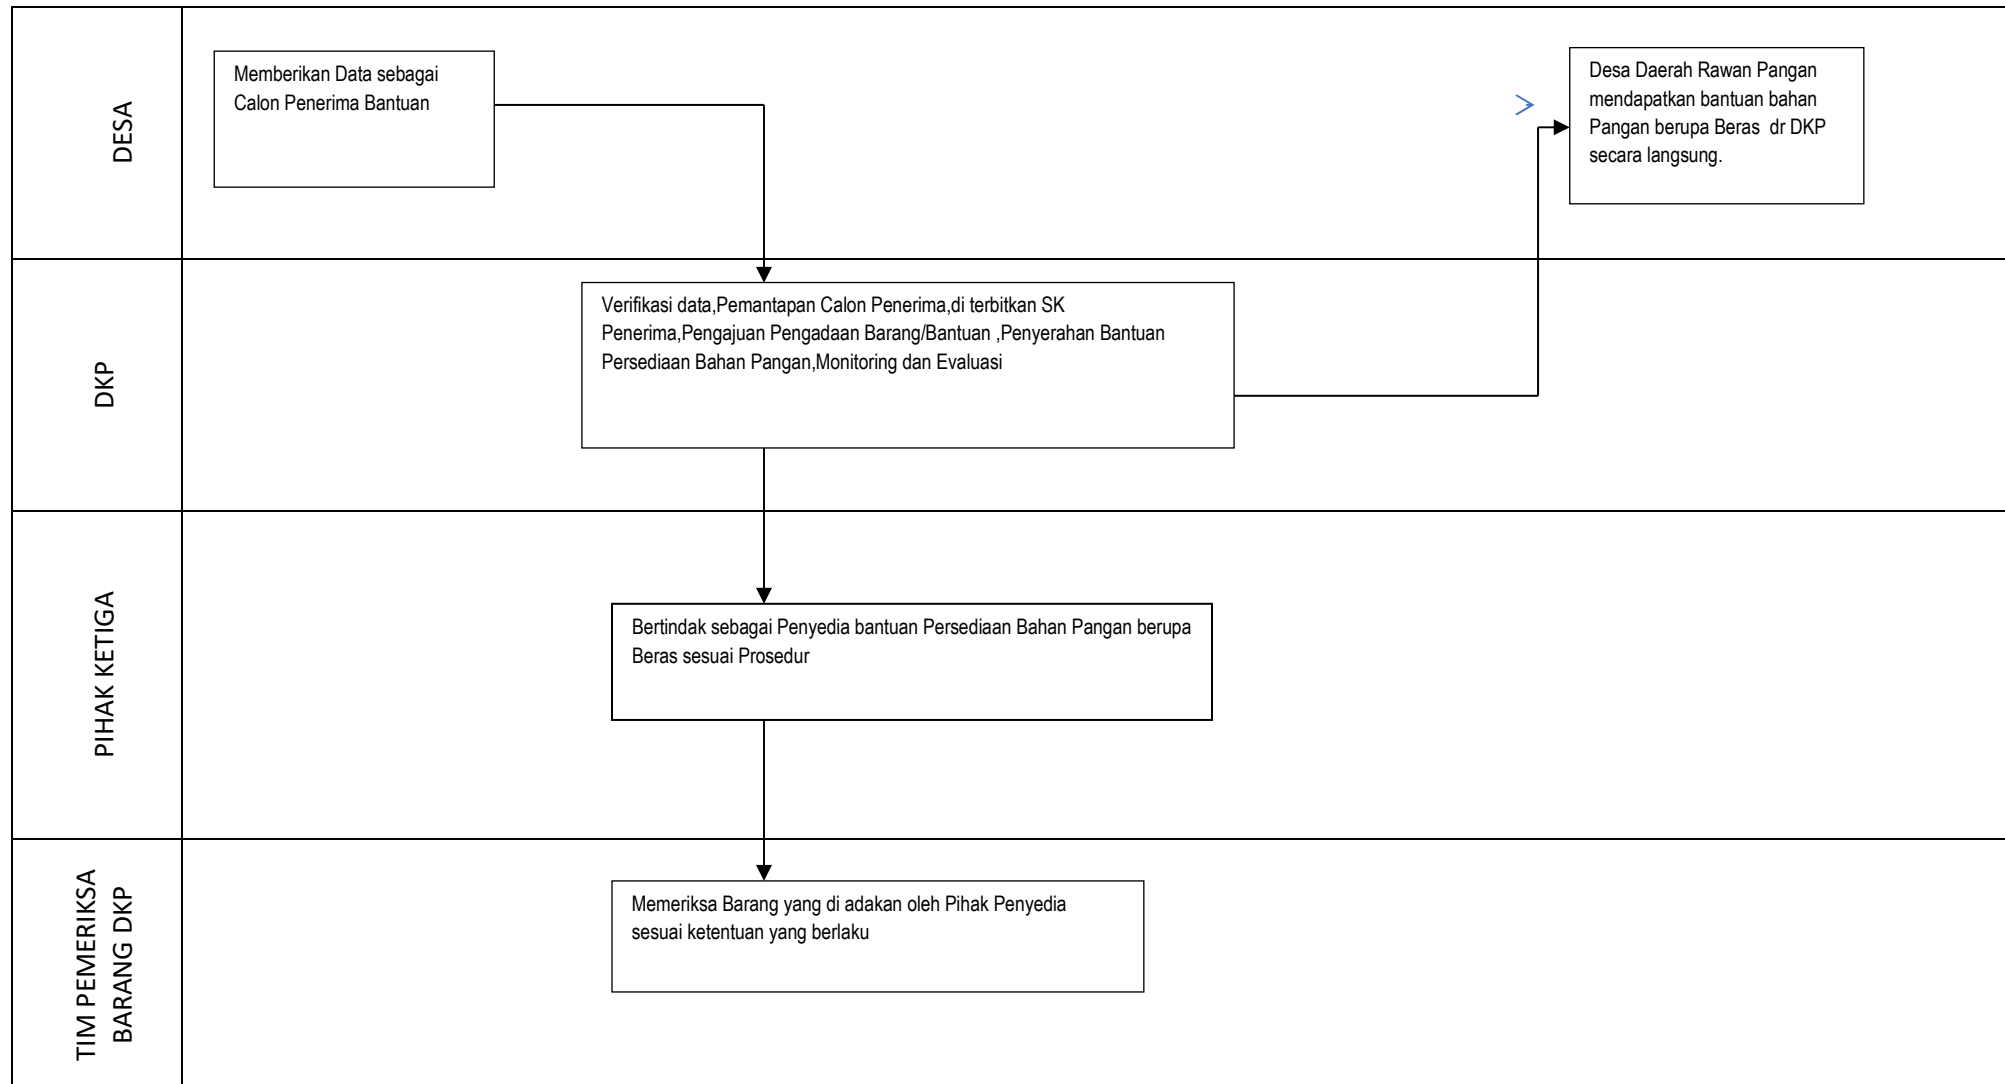 DESA
Memberikan Data sebagai
Calon Penerima Bantuan
Desa Daerah Rawan Pangan
mendapatkan bantuan bahan
Pangan berupa Beras  dr DKP
secara langsung.
DKP
Verifikasi data,Pemantapan Calon Penerima,di terbitkan SK
Penerima,Pengajuan Pengadaan Barang/Bantuan ,Penyerahan Bantuan
Persediaan Bahan Pangan,Monitoring dan Evaluasi
PIHAK KETIGA
Bertindak sebagai Penyedia bantuan Persediaan Bahan Pangan berupa
Beras sesuai Prosedur
TIM PEMERIKSA
BARANG DKP
Memeriksa Barang yang di adakan oleh Pihak Penyedia
sesuai ketentuan yang berlaku